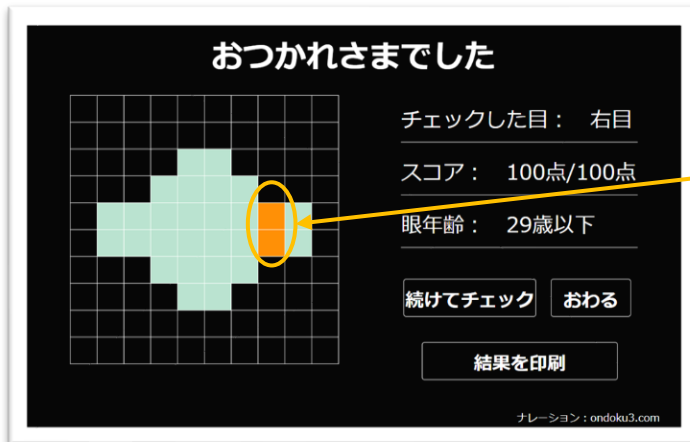 おつかれさまでした
チェックした目： 右目
スコア： 100点/100点
眼年齢： 29歳以下
続けてチェック おわる
結果を印刷
ナレーション：ondoku3.com